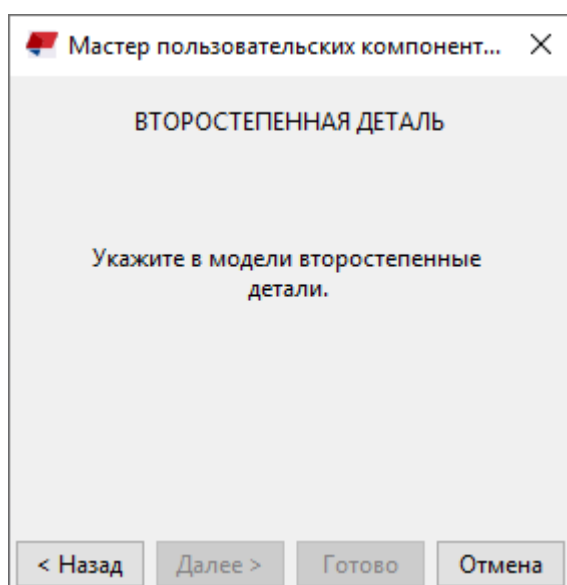 Мастер пользовательских компонент...
ВТОРОСТЕПЕННАЯ ДЕТАЛЬ
Укажите в модели второстепенные
детали.
< Назад Далее > Готово Отмена